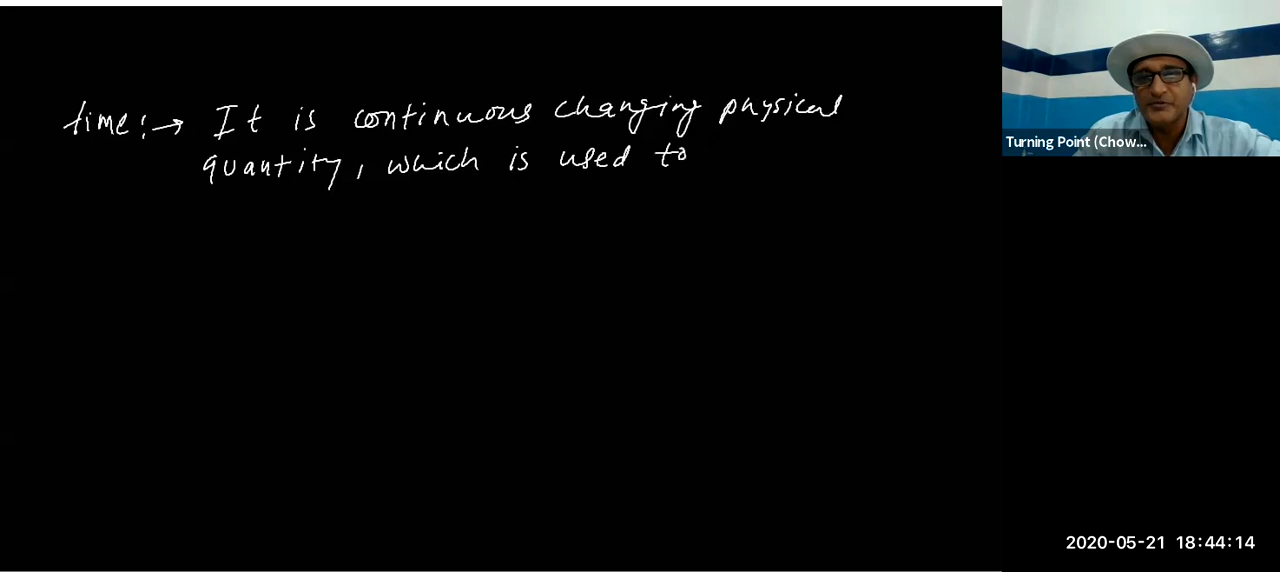 time:→ It is continuous changing physical
quantity, which is used to
Turning Point (Chow...
2020-05-21 18:44:14